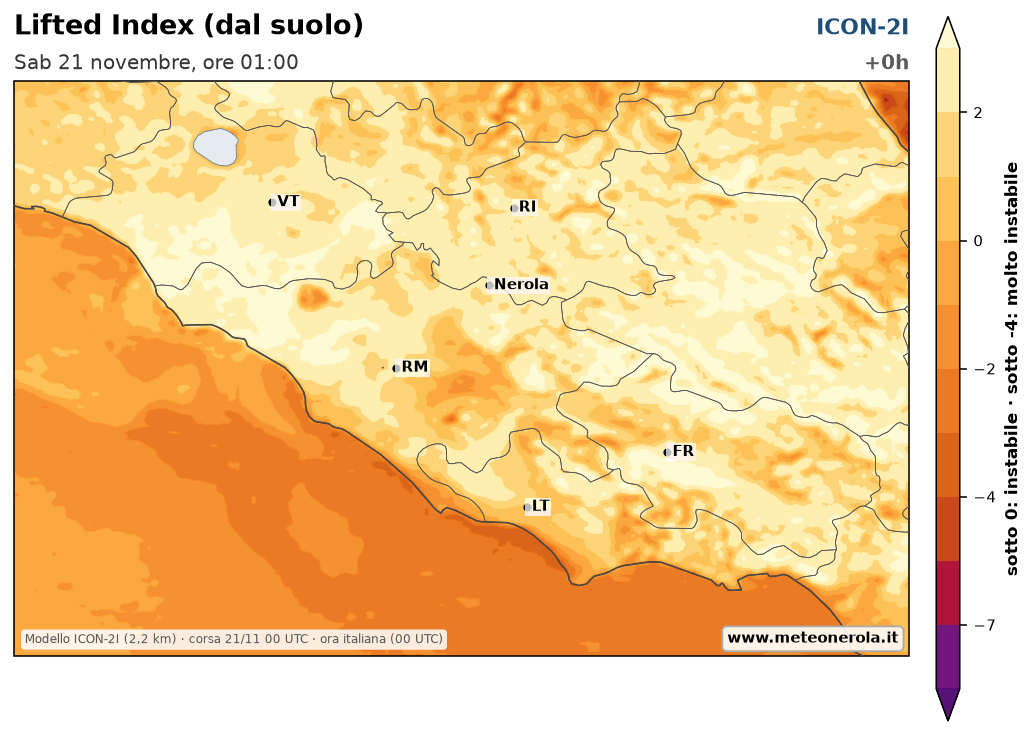 Lifted Index (dal suolo)
ICON-2I
Sab 21 novembre, ore 01:00
+0h
VT
RI
Nerola
RM
FR
LT
Modello ICON-2I (2,2 km) · corsa 21/11 00 UTC · ora italiana (00 UTC)
www.meteonerola.it
2
0
−2
−4
−7
sotto 0: instabile · sotto -4: molto instabile